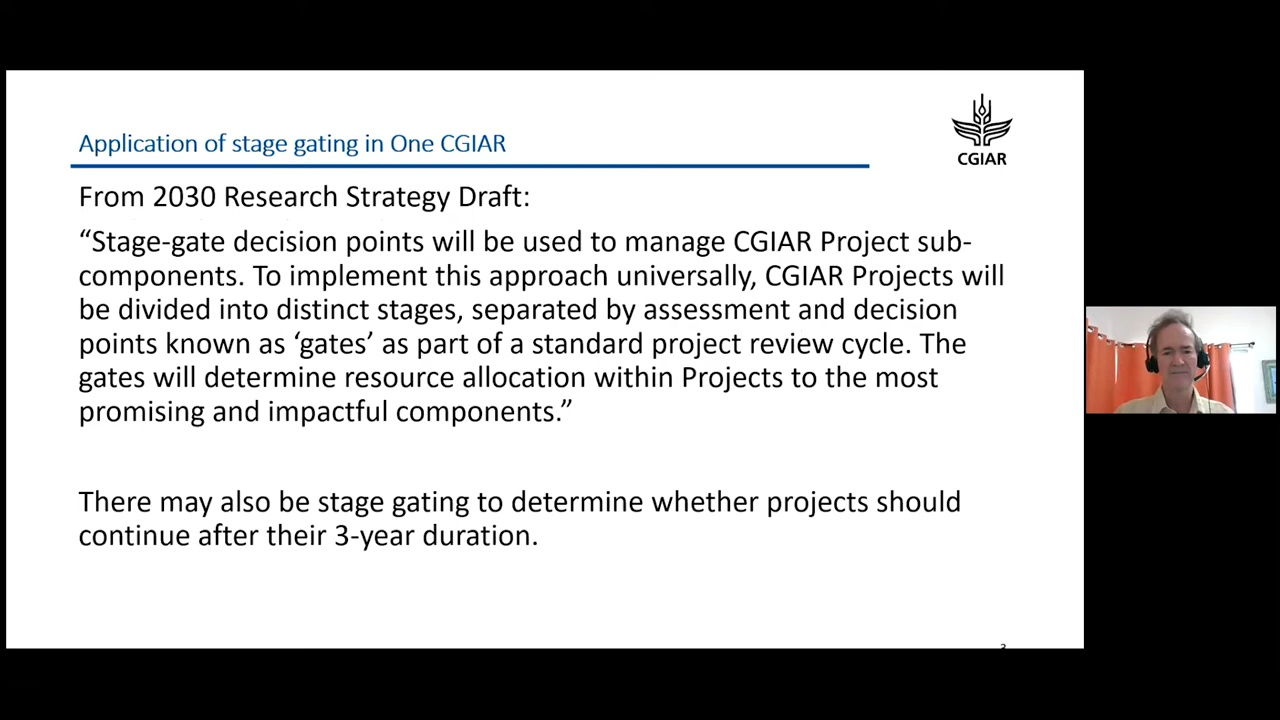 Application of stage gating in One CGIAR
CGIAR
From 2030 Research Strategy Draft:
“Stage-gate decision points will be used to manage CGIAR Project sub-
components. To implement this approach universally, CGIAR Projects will
be divided into distinct stages, separated by assessment and decision
points known as ‘gates’ as part of a standard project review cycle. The
gates will determine resource allocation within Projects to the most
promising and impactful components.”
There may also be stage gating to determine whether projects should
continue after their 3-year duration.